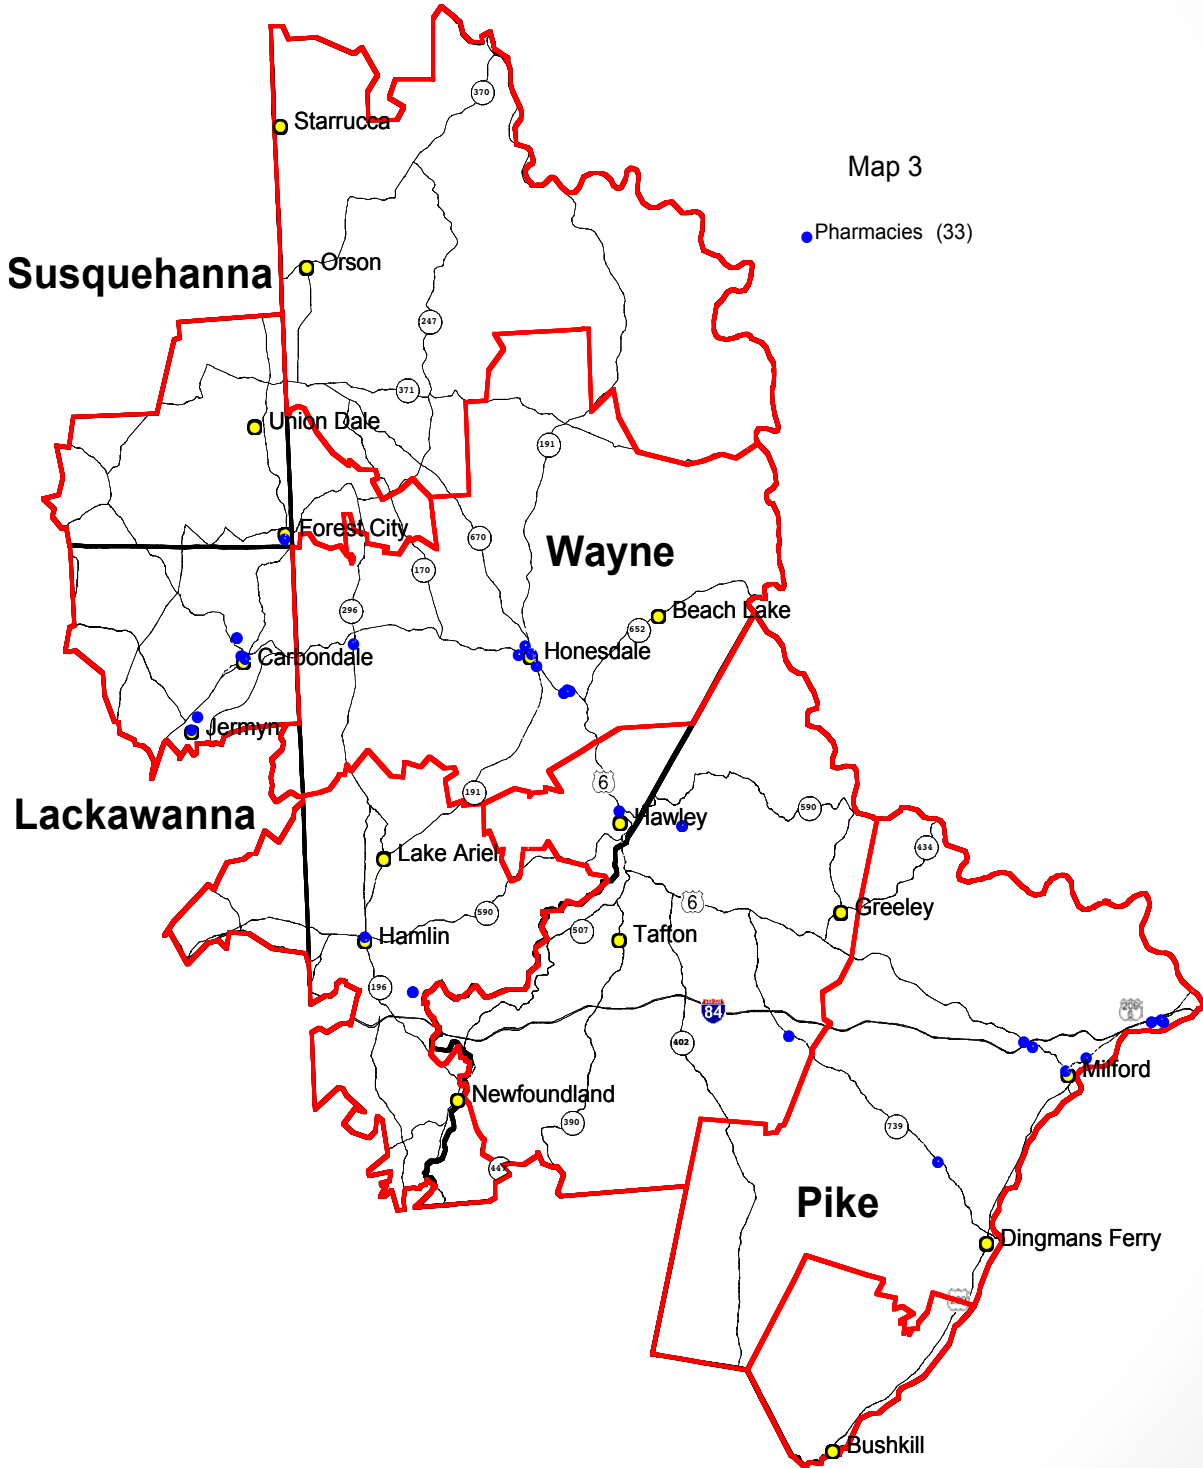 370
Starrucca
Map 3
Pharmacies (33)
Orson
Susquehanna
247
371
Union Dale
191
Forest City
670
Wayne
170
296
Beach Lake
652
Honesdale
Carbondale
Jermyn
6
191
590
Lackawanna
Hawley
434
Lake Ariel
6
Greeley
590
507
Tafton
Hamlin
196
84
402
Milford
Newfoundland
390
739
447
Pike
Dingmans Ferry
Bushkill